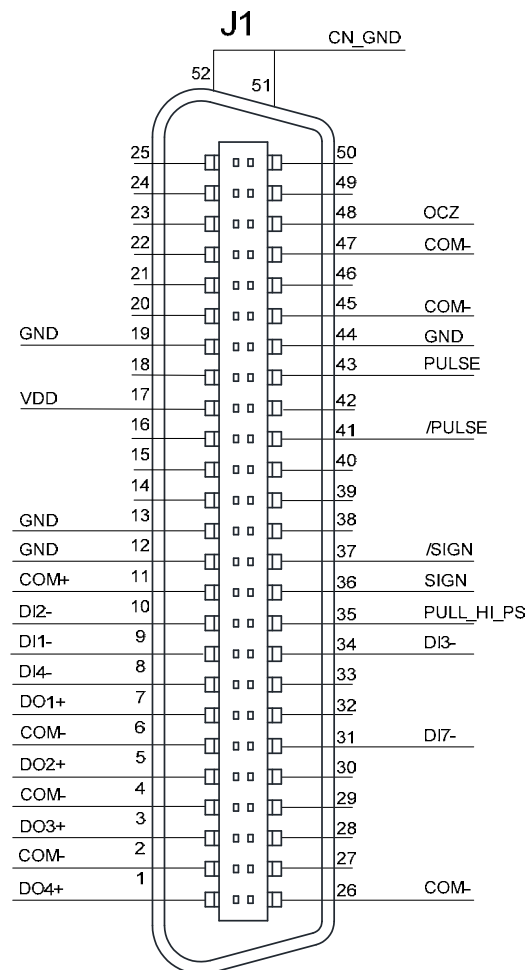 J1
CN_GND
52
51
25 50
24 49
23 48 OCZ
22 47 COM-
21 46
20 45 COM-
GND 19 44 GND
18 43 PULSE
VDD 17 42
16 41 /PULSE
15 40
14 39
GND 13 38
GND 12 37 /SIGN
COM+ 11 36 SIGN
DI2- 10 35 PULL_HI_PS
DI1- 9 34 DI3-
DI4- 8 33
DO1+ 7 32
COM- 6 31 DI7-
DO2+ 5 30
COM- 4 29
DO3+ 3 28
COM- 2 27
DO4+ 1 26 COM-